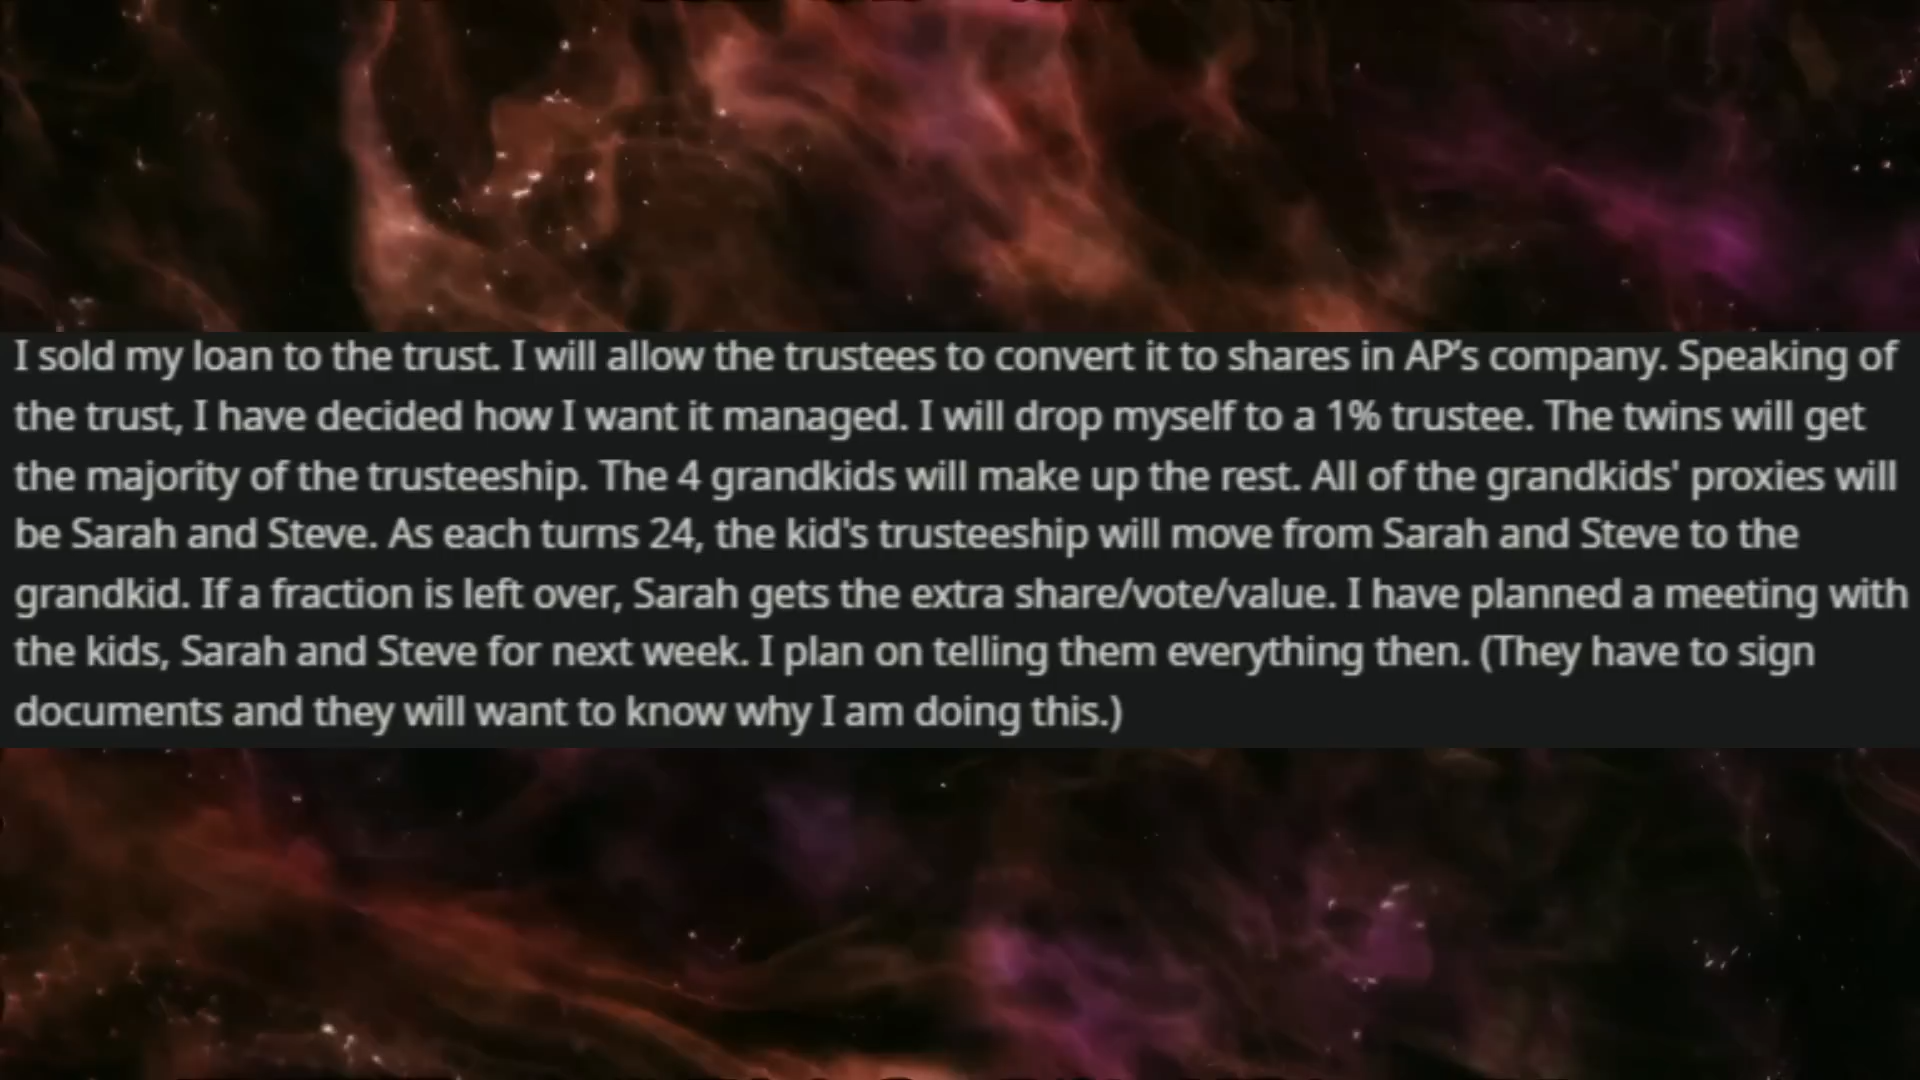 I sold my loan to the trust. I will allow the trustees to convert it to shares in AP's company. Speaking of
the trust, I have decided how I want it managed. I will drop myself to a 1% trustee. The twins will get
the majority of the trusteeship. The 4 grandkids will make up the rest. All of the grandkids' proxies will
be Sarah and Steve. As each turns 24, the kid's trusteeship will move from Sarah and Steve to the
grandkid. If a fraction is left over, Sarah gets the extra share/vote/value. I have planned a meeting with
the kids, Sarah and Steve for next week. I plan on telling them everything then. (They have to sign
documents and they will want to know why I am doing this.)